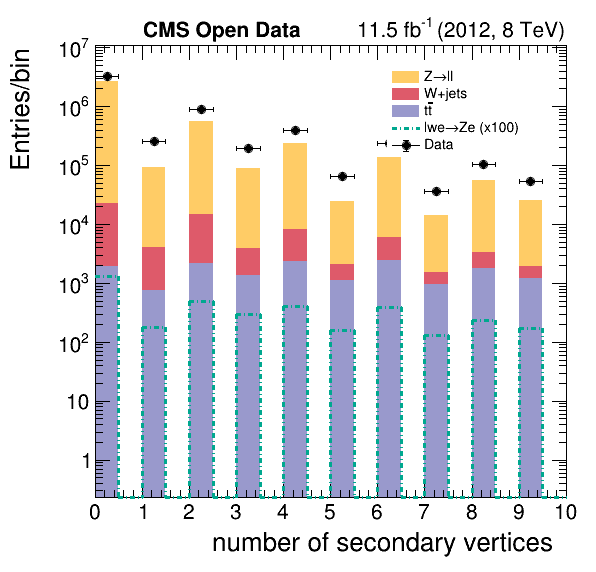 CMS Open Data
11.5 fb⁻¹ (2012, 8 TeV)
Entries/bin
10⁷
10⁶
10⁵
10⁴
10³
10²
10
1
Z→ll
W+jets
tt̄
lwe→Ze (x100)
Data
0 1 2 3 4 5 6 7 8 9 10
number of secondary vertices